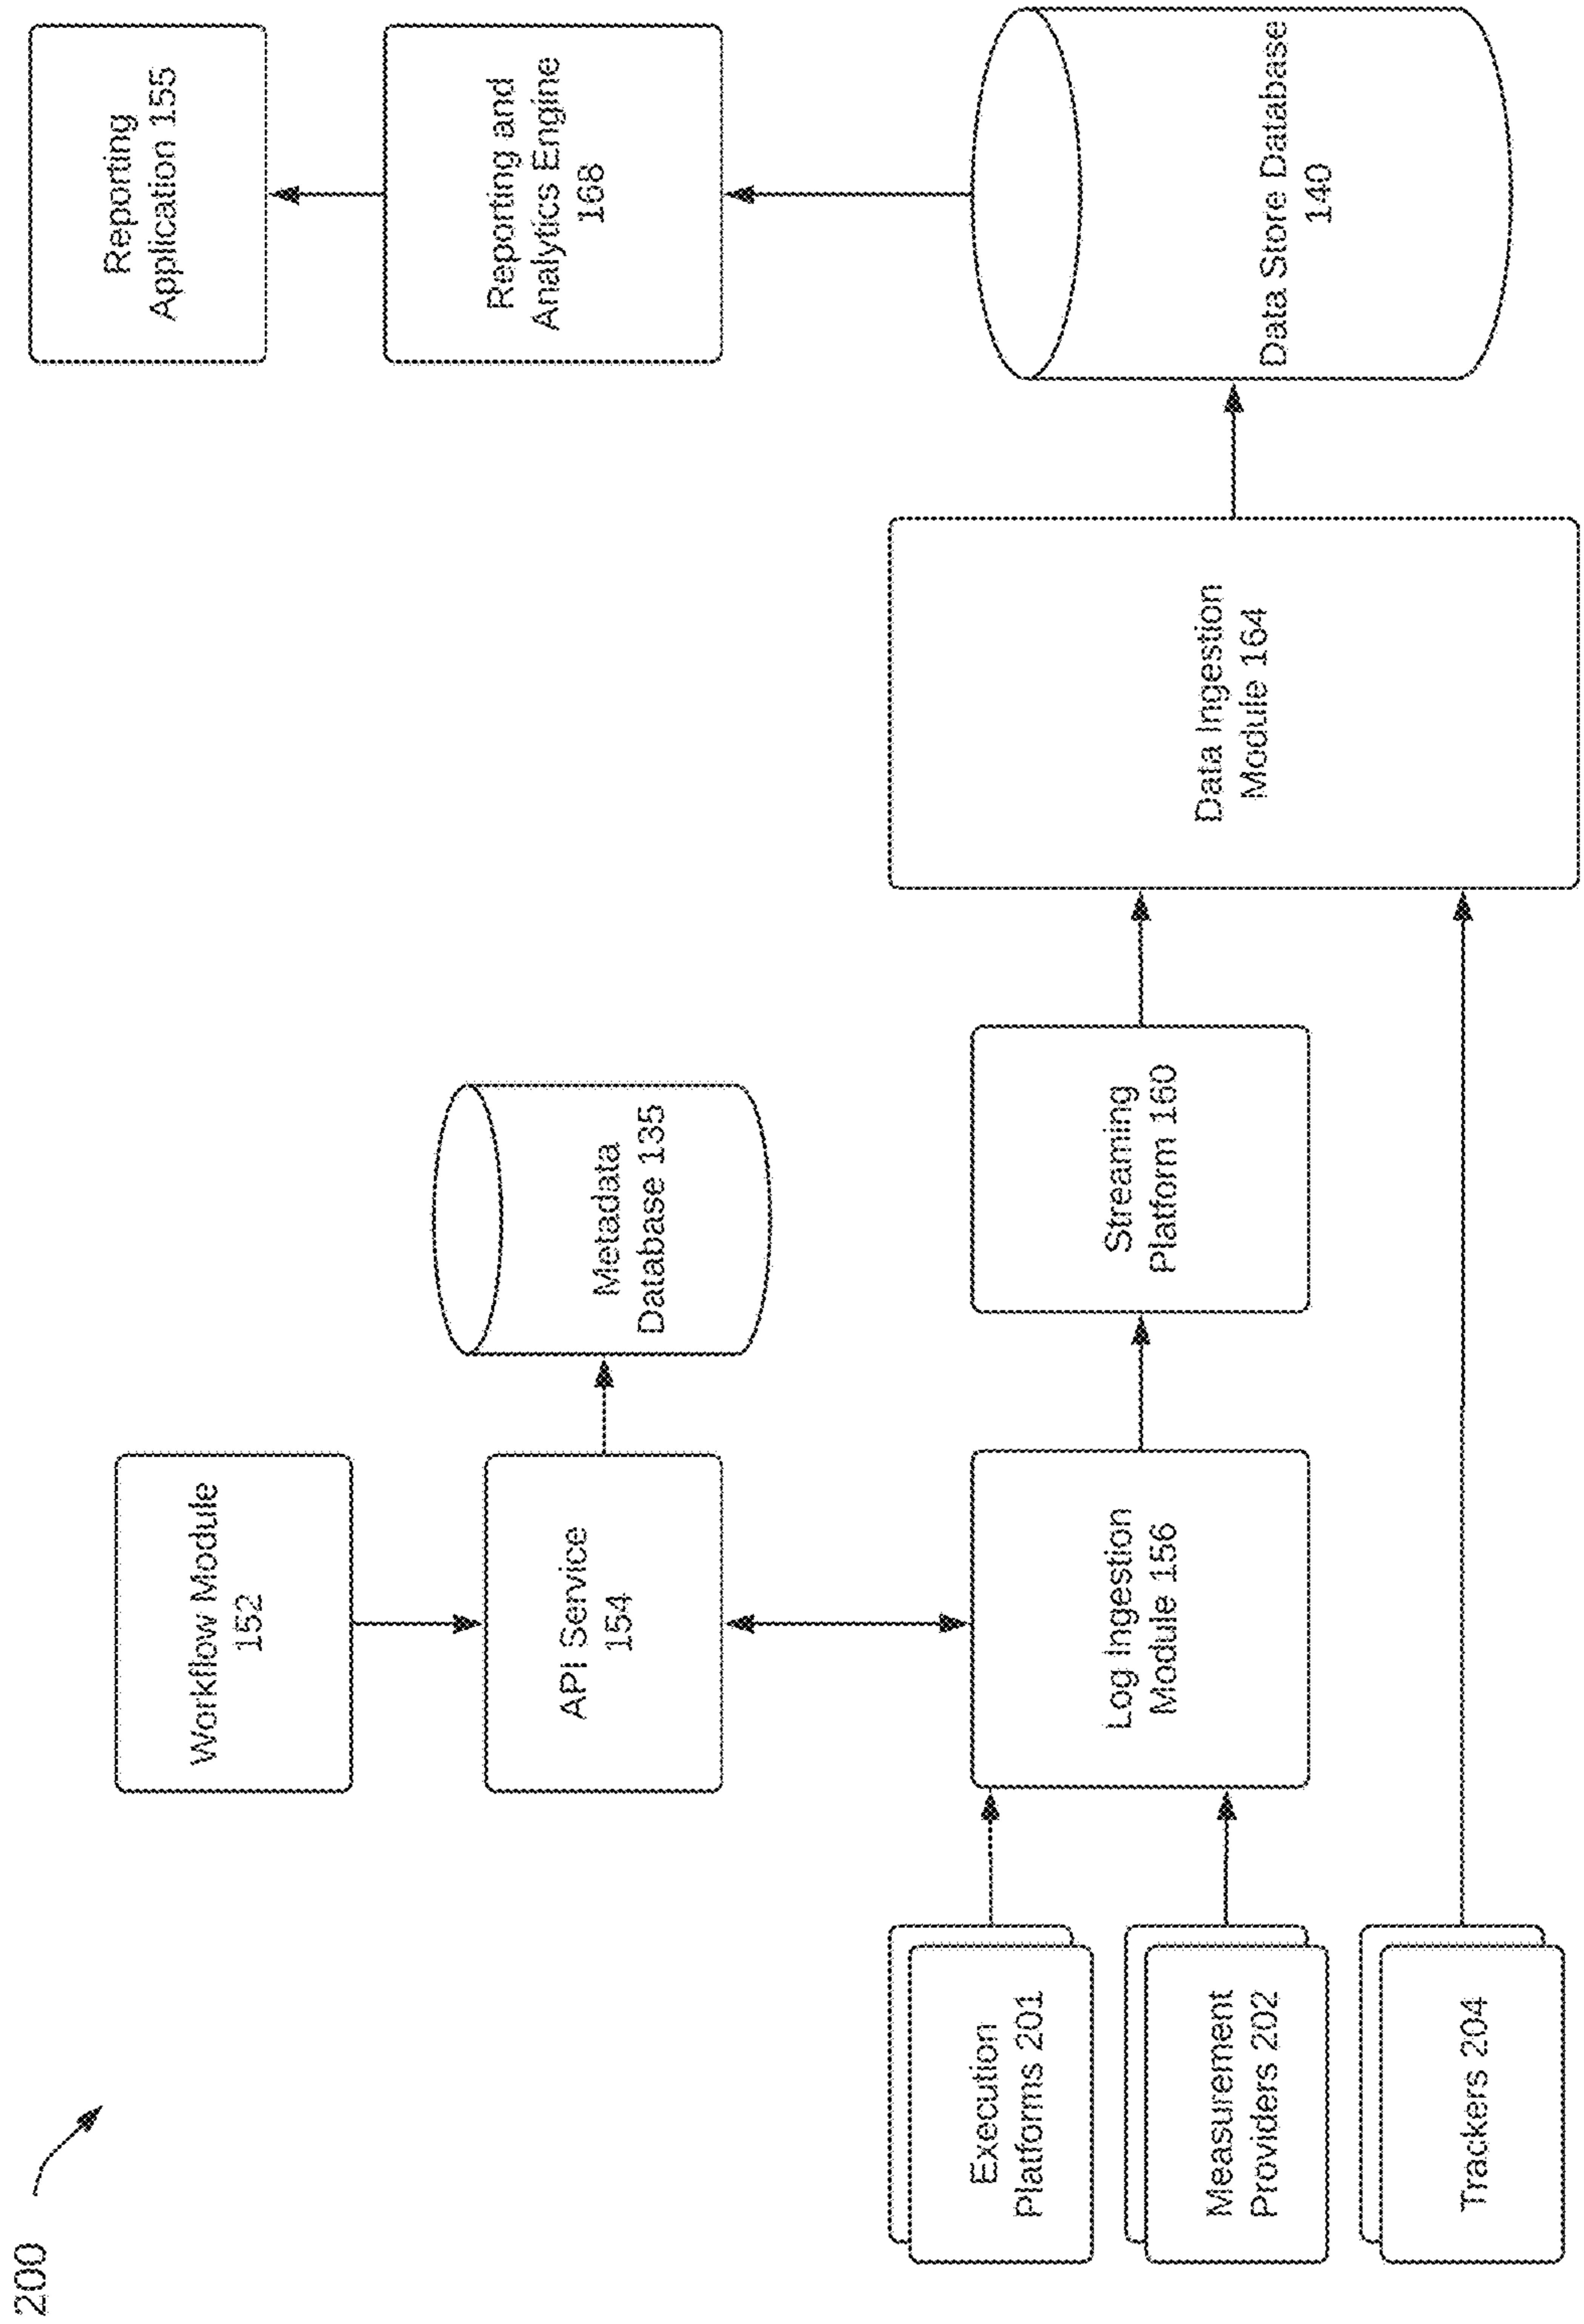 200
Workflow Module
152
API Service
154
Metadata
Database 135
Reporting
Application 155
Reporting and
Analytics Engine
168
Execution
Platforms 201
Measurement
Providers 202
Trackers 204
Log Ingestion
Module 156
Streaming
Platform 160
Data Ingestion
Module 164
Data Store Database
140